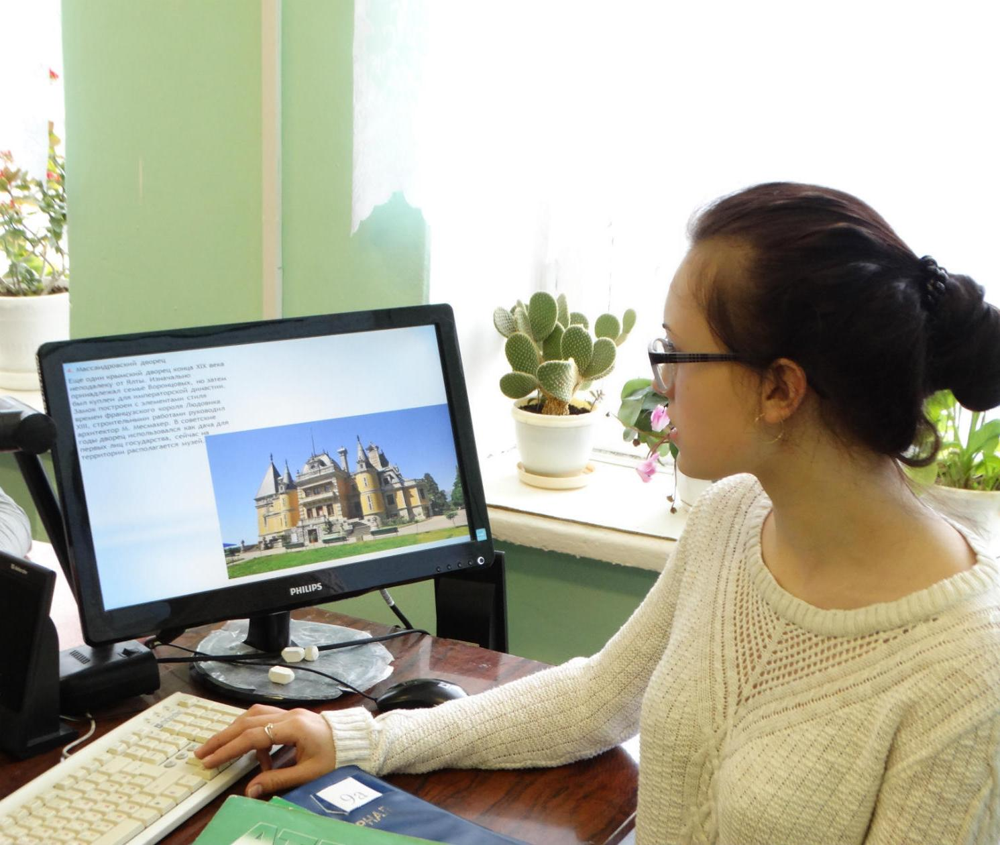 4. Массандровский дворец
Еще один крымский дворец конца XIX века
неподалеку от Ялты. Изначально
принадлежал семье Воронцовых, но затем
был куплен для императорской династии.
Замок построен с элементами стиля
времен французского короля Людовика
XIII, строительными работами руководил
архитектор М. Месмахер. В советские
годы дворец использовался как дача для
первых лиц государства, сейчас на
территории располагается музей.
PHILIPS
9а